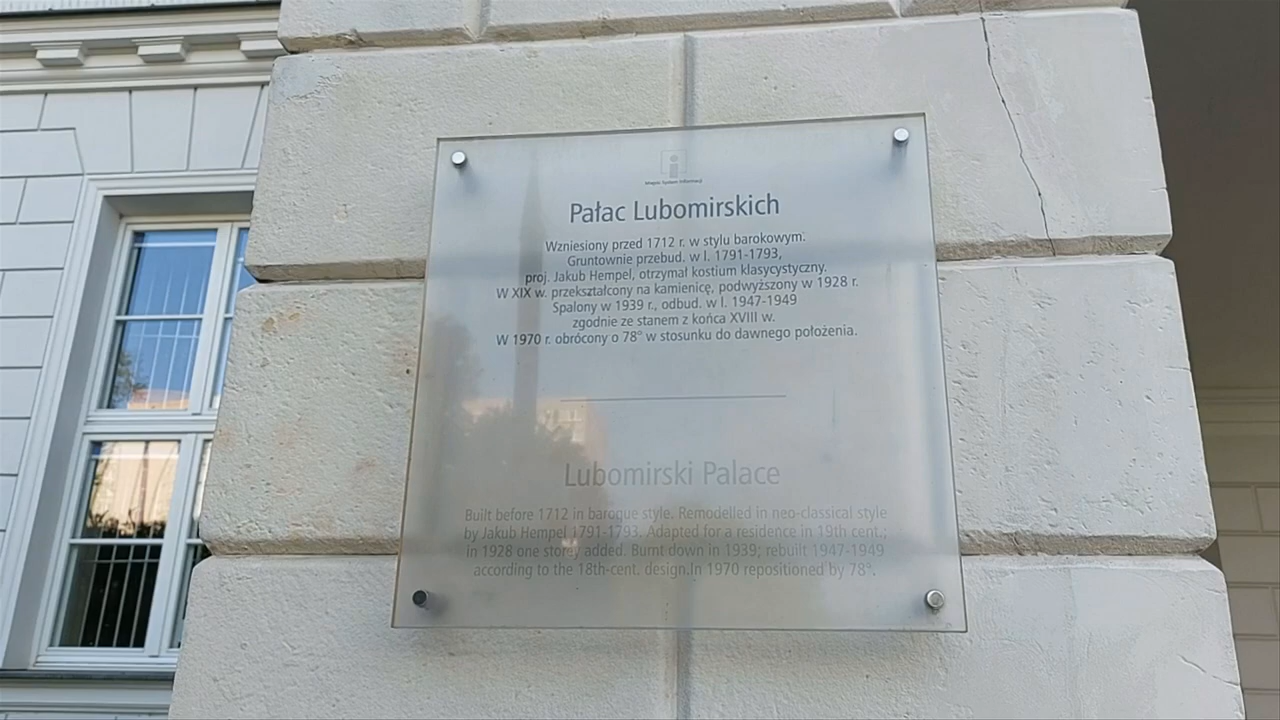 Miejski System Informacji
Pałac Lubomirskich
Wzniesiony przed 1712 r. w stylu barokowym.
Gruntownie przebud. w l. 1791-1793,
proj. Jakub Hempel, otrzymał kostium klasycystyczny.
W XIX w. przekształcony na kamienicę, podwyższony w 1928 r.
Spalony w 1939 r., odbud. w l. 1947-1949
zgodnie ze stanem z końca XVIII w.
W 1970 r. obrócony o 78° w stosunku do dawnego położenia.
Lubomirski Palace
Built before 1712 in baroque style. Remodelled in neo-classical style
by Jakub Hempel 1791-1793. Adapted for a residence in 19th cent.;
in 1928 one storey added. Burnt down in 1939; rebuilt 1947-1949
according to the 18th-cent. design.In 1970 repositioned by 78°.